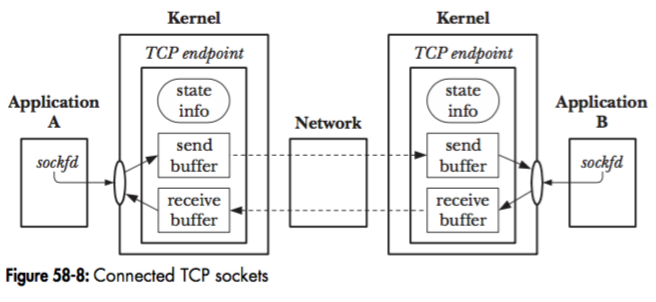 Kernel
Kernel
TCP endpoint
TCP endpoint
Application
A
sockfd
state
info
send
buffer
receive
buffer
Network
state
info
send
buffer
receive
buffer
Application
B
sockfd
Figure 58-8: Connected TCP sockets